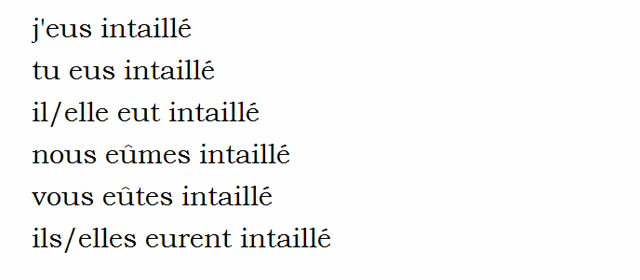 j'eus intaillé
tu eus intaillé
il/elle eut intaillé
nous eûmes intaillé
vous eûtes intaillé
ils/elles eurent intaillé